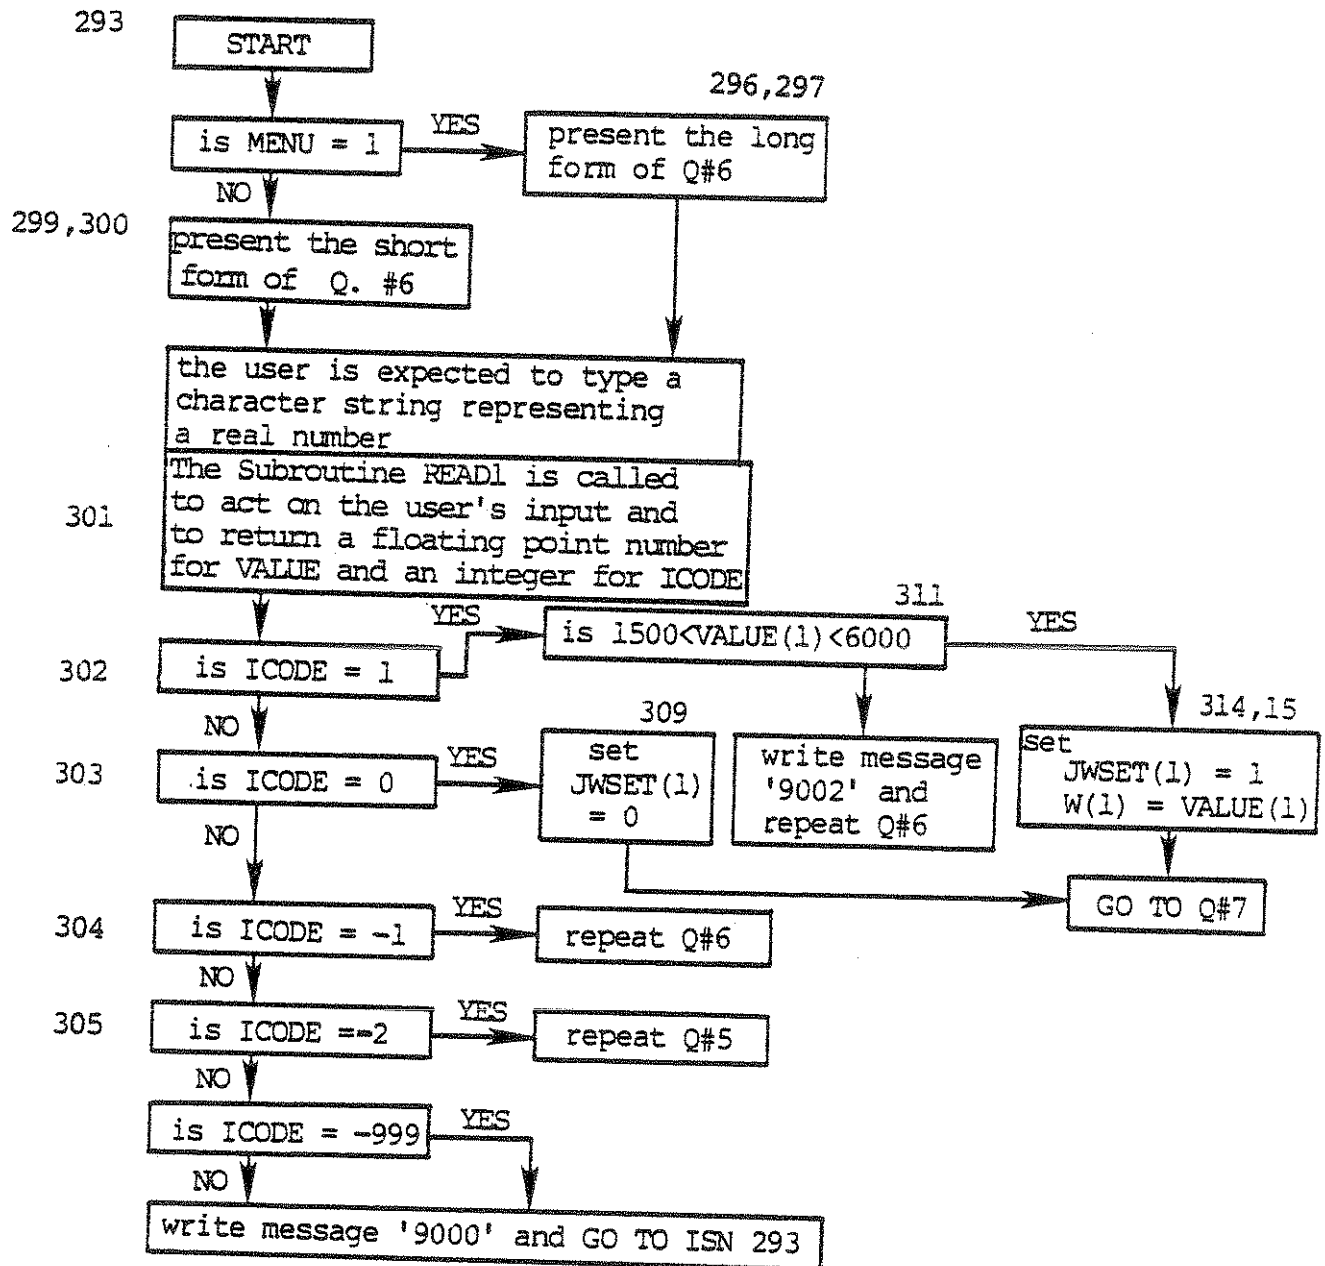 293
START
296,297
is MENU = 1
YES
present the long
form of Q#6
NO
299,300
present the short
form of Q. #6
the user is expected to type a
character string representing
a real number
301
The Subroutine READ1 is called
to act on the user's input and
to return a floating point number
for VALUE and an integer for ICODE
302
is ICODE = 1
YES
311
is 1500<VALUE(1)<6000
YES
NO
303
is ICODE = 0
YES
309
set
JWSET(1)
= 0
write message
'9002' and
repeat Q#6
314,15
set
JWSET(1) = 1
W(1) = VALUE(1)
NO
GO TO Q#7
304
is ICODE = -1
YES
repeat Q#6
NO
305
is ICODE =-2
YES
repeat Q#5
NO
is ICODE = -999
YES
NO
write message '9000' and GO TO ISN 293